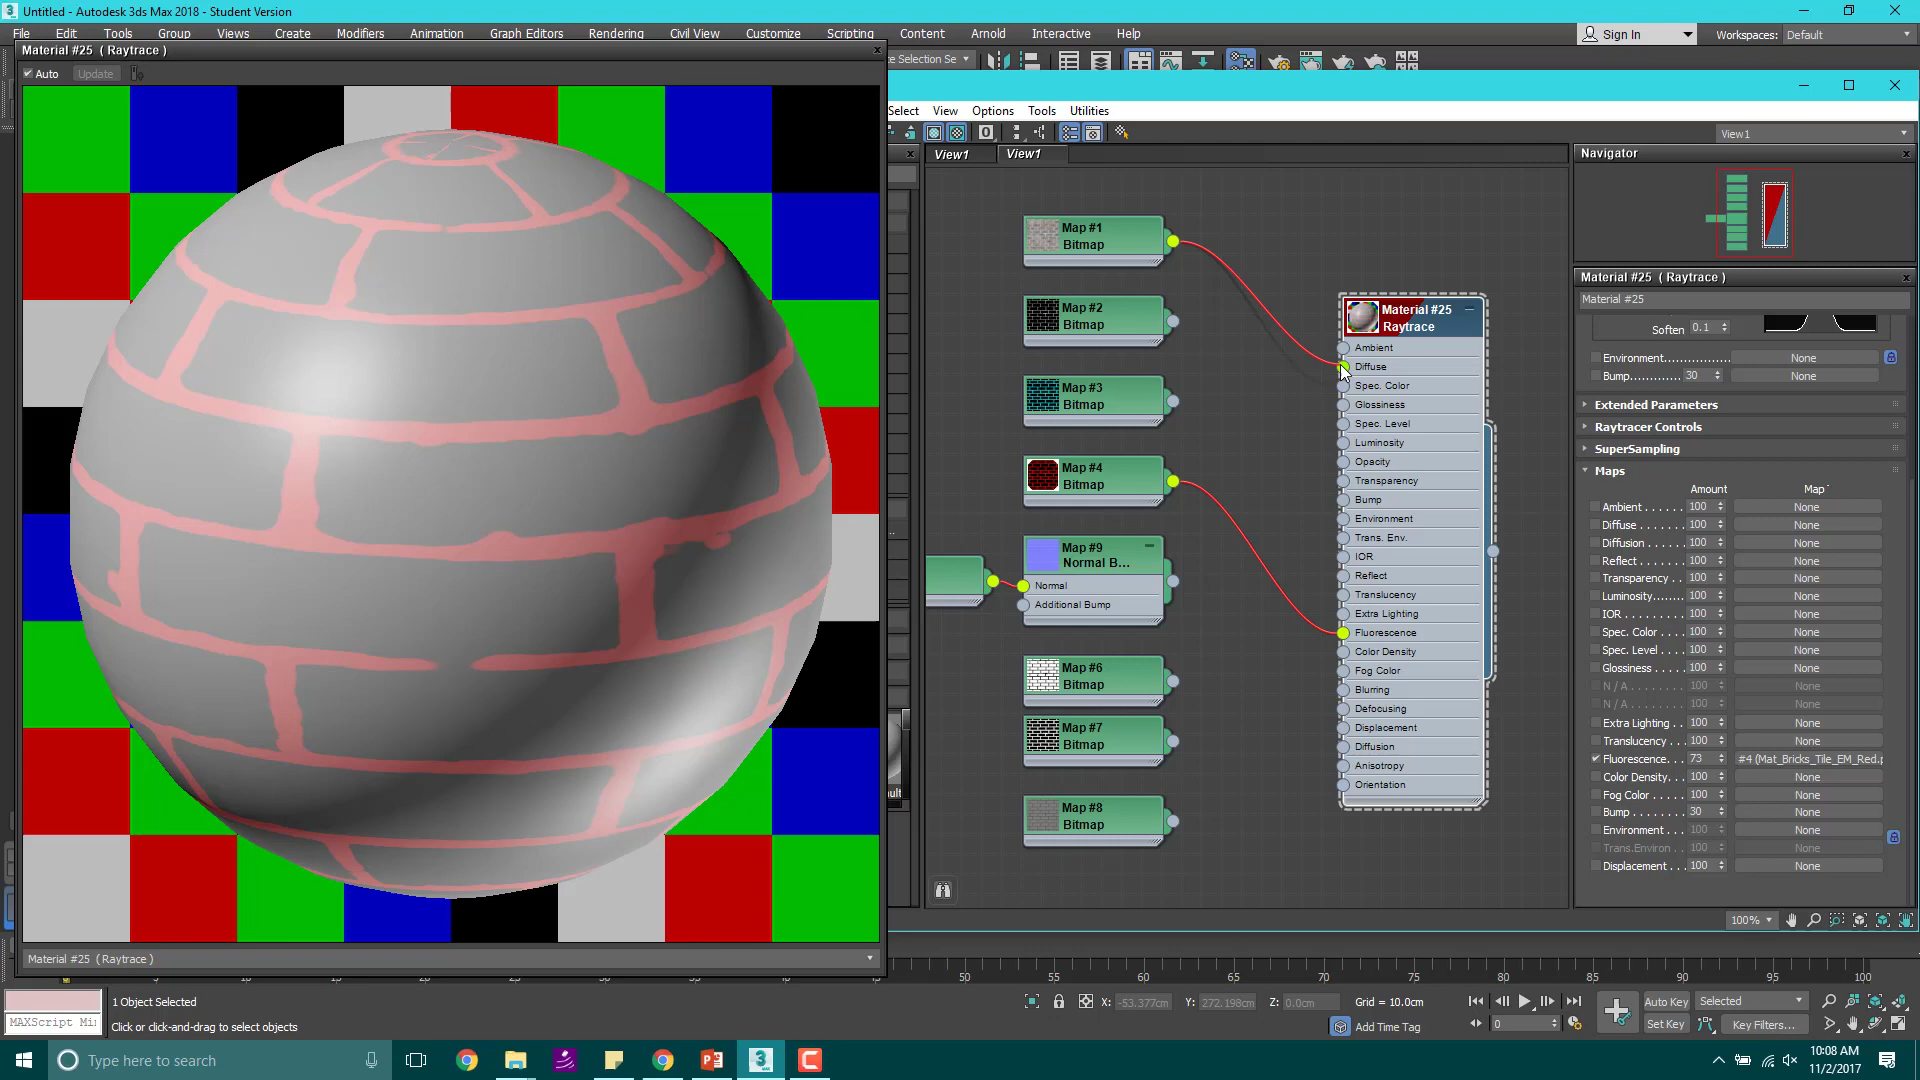 Untitled - Autodesk 3ds Max 2018 - Student Version
File Edit Tools Group Views Create Modifiers Animation Graph Editors Rendering Civil View Customize Scripting Content Arnold Interactive Help
Sign In
Workspaces: Default
Material #25 ( Raytrace )
Auto Update
ce Selection Se
Select View Options Tools Utilities
View1
View1 View1
Navigator
Map #1
Bitmap
Map #2
Bitmap
Map #3
Bitmap
Map #4
Bitmap
Map #9
Normal B...
Normal
Additional Bump
Map #6
Bitmap
Map #7
Bitmap
Map #8
Bitmap
Material #25
Raytrace
Ambient
Diffuse
Spec. Color
Glossiness
Spec. Level
Luminosity
Opacity
Transparency
Bump
Environment
Trans. Env.
IOR
Reflect
Translucency
Extra Lighting
Fluorescence
Color Density
Fog Color
Blurring
Defocusing
Displacement
Diffusion
Anisotropy
Orientation
Material #25 ( Raytrace )
Material #25
Soften 0.1
Environment................. None
Bump............ 30 None
Extended Parameters
Raytracer Controls
SuperSampling
Maps
Amount Map
Ambient . . . . . . 100 None
Diffuse . . . . . . . 100 None
Diffusion . . . . . . 100 None
Reflect . . . . . . . 100 None
Transparency . . . 100 None
Luminosity....... 100 None
IOR . . . . . . . . . 100 None
Spec. Color . . . . 100 None
Spec. Level . . . . 100 None
Glossiness . . . . . 100 None
N / A . . . . . . . . 100 None
N / A . . . . . . . . 100 None
Extra Lighting . . 100 None
Translucency . . . 100 None
Fluorescence. . . 73 #4 (Mat_Bricks_Tile_EM_Red.p
Color Density. . . 100 None
Fog Color . . . . . 100 None
Bump . . . . . . . . 30 None
Environment . . . 100 None
Trans.Environ . . 100 None
Displacement . . . 100 None
100%
Material #25 (Raytrace )
50 55 60 65 70 75 80 85 90 95 100
1 Object Selected
X: -53.377cm Y: 272.198cm Z: 0.0cm Grid = 10.0cm
Auto Key Selected
MAXScript Mi
Click or click-and-drag to select objects
Add Time Tag
0
Set Key Key Filters...
Type here to search
10:08 AM
11/2/2017